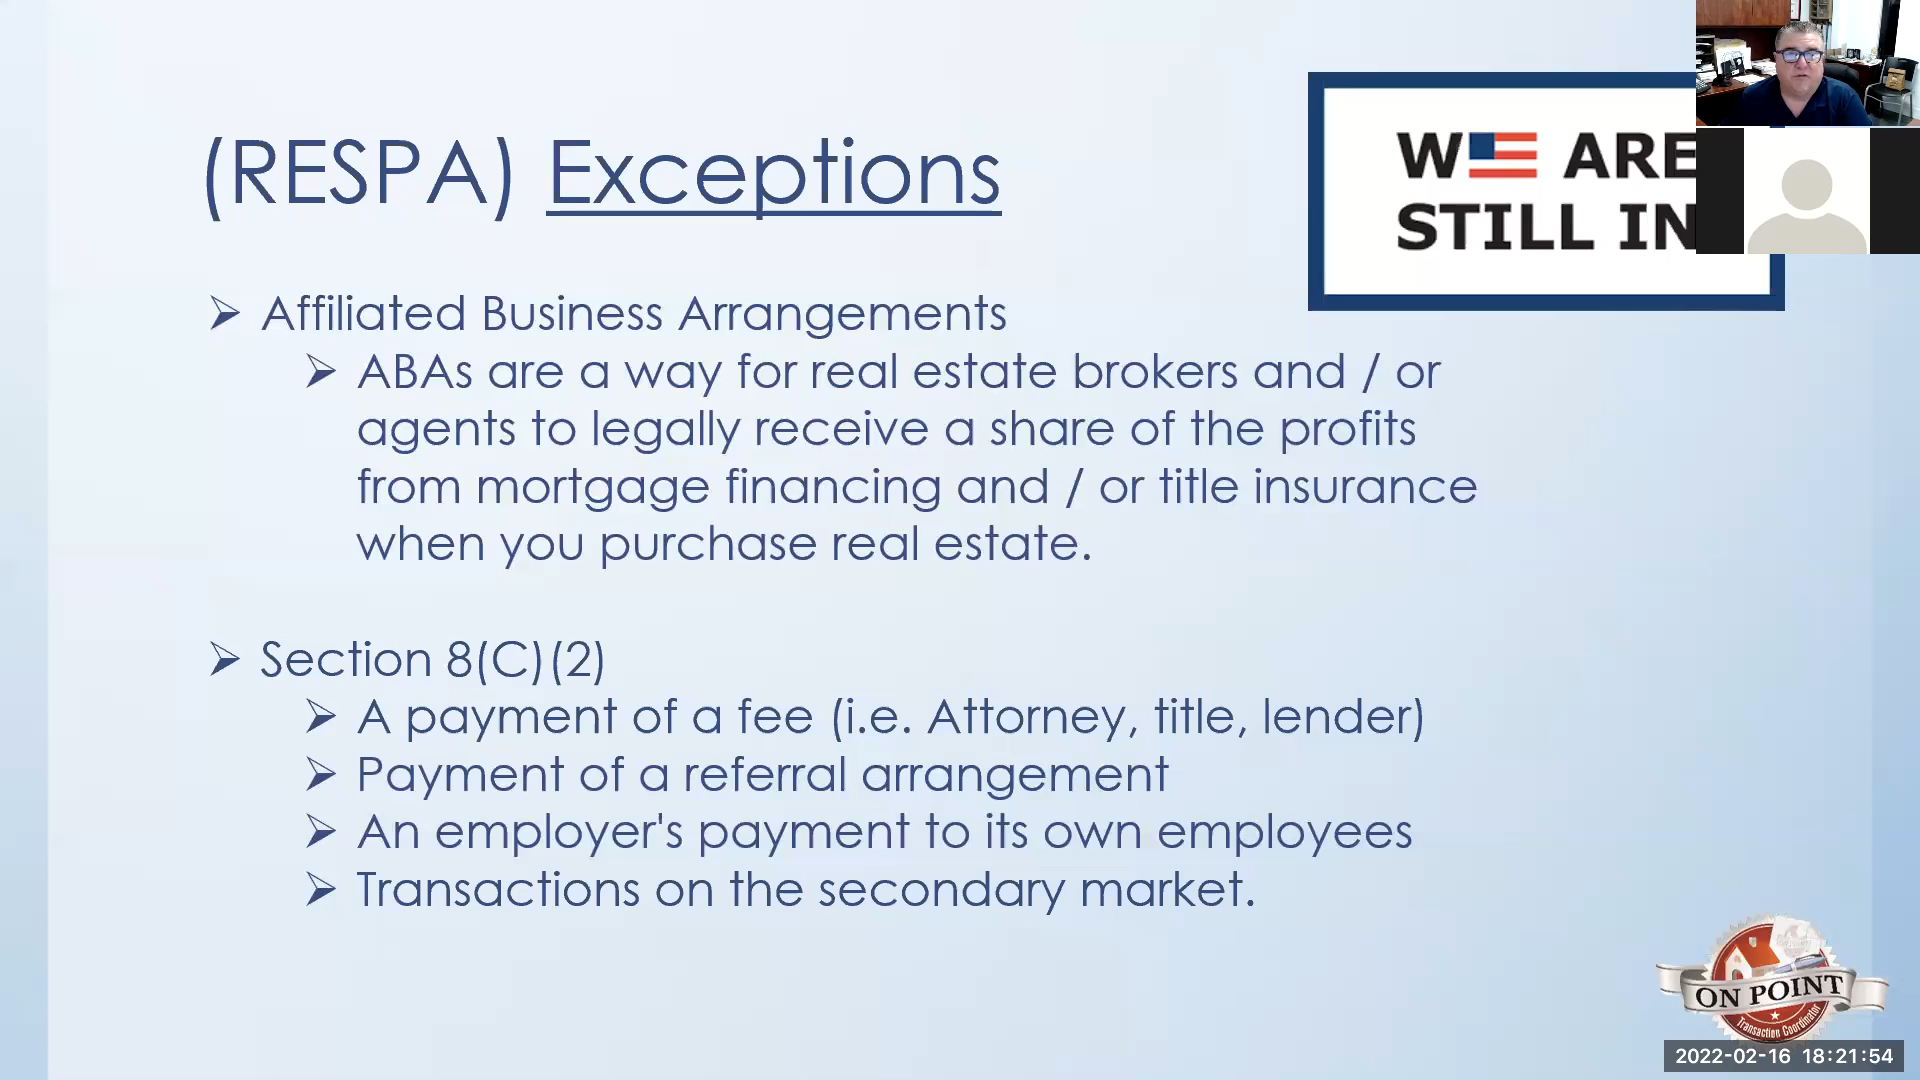 (RESPA) Exceptions
W ARE
STILL IN
➢ Affiliated Business Arrangements
➢ ABAs are a way for real estate brokers and / or
agents to legally receive a share of the profits
from mortgage financing and / or title insurance
when you purchase real estate.
➢ Section 8(C)(2)
➢ A payment of a fee (i.e. Attorney, title, lender)
➢ Payment of a referral arrangement
➢ An employer's payment to its own employees
➢ Transactions on the secondary market.
ON POINT
Transaction Coordinator
2022-02-16 18:21:54